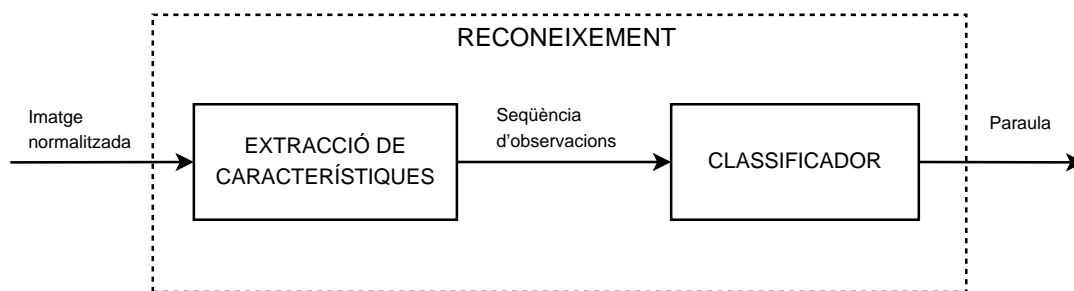 RECONEIXEMENT
Imatge
normalitzada
EXTRACCIÓ DE
CARACTERÍSTIQUES
Seqüència
d'observacions
CLASSIFICADOR
Paraula